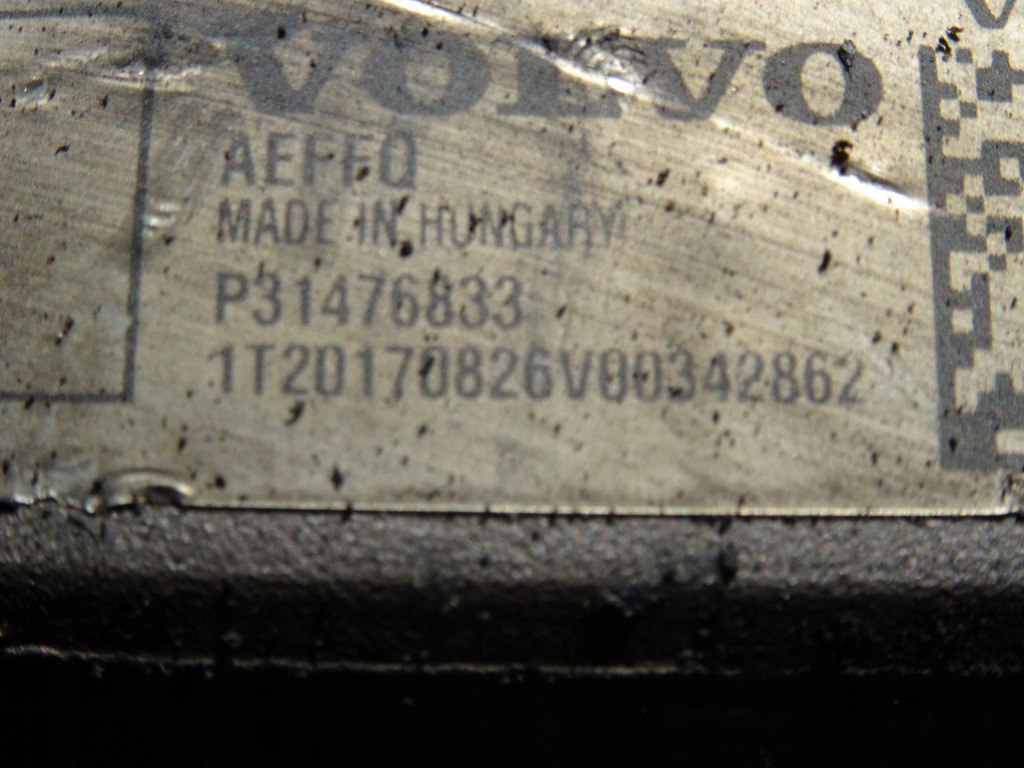 VOLVO
AEFFQ
MADE IN HUNGARY
P31476833
1T20170826V00342862